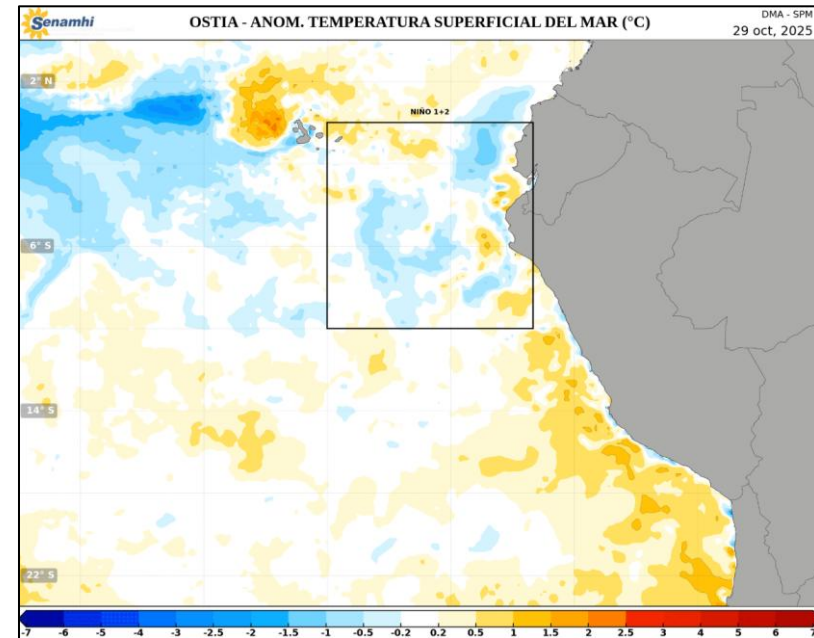 Senamhi
OSTIA - ANOM. TEMPERATURA SUPERFICIAL DEL MAR (°C)
DMA - SPM
29 oct, 2025
2° N
NIÑO 1+2
6° S
14° S
22° S
-7 -6 -5 -4 -3 -2.5 -2 -1.5 -1 -0.5 -0.2 0.2 0.5 1 1.5 2 2.5 3 4 5 6 7